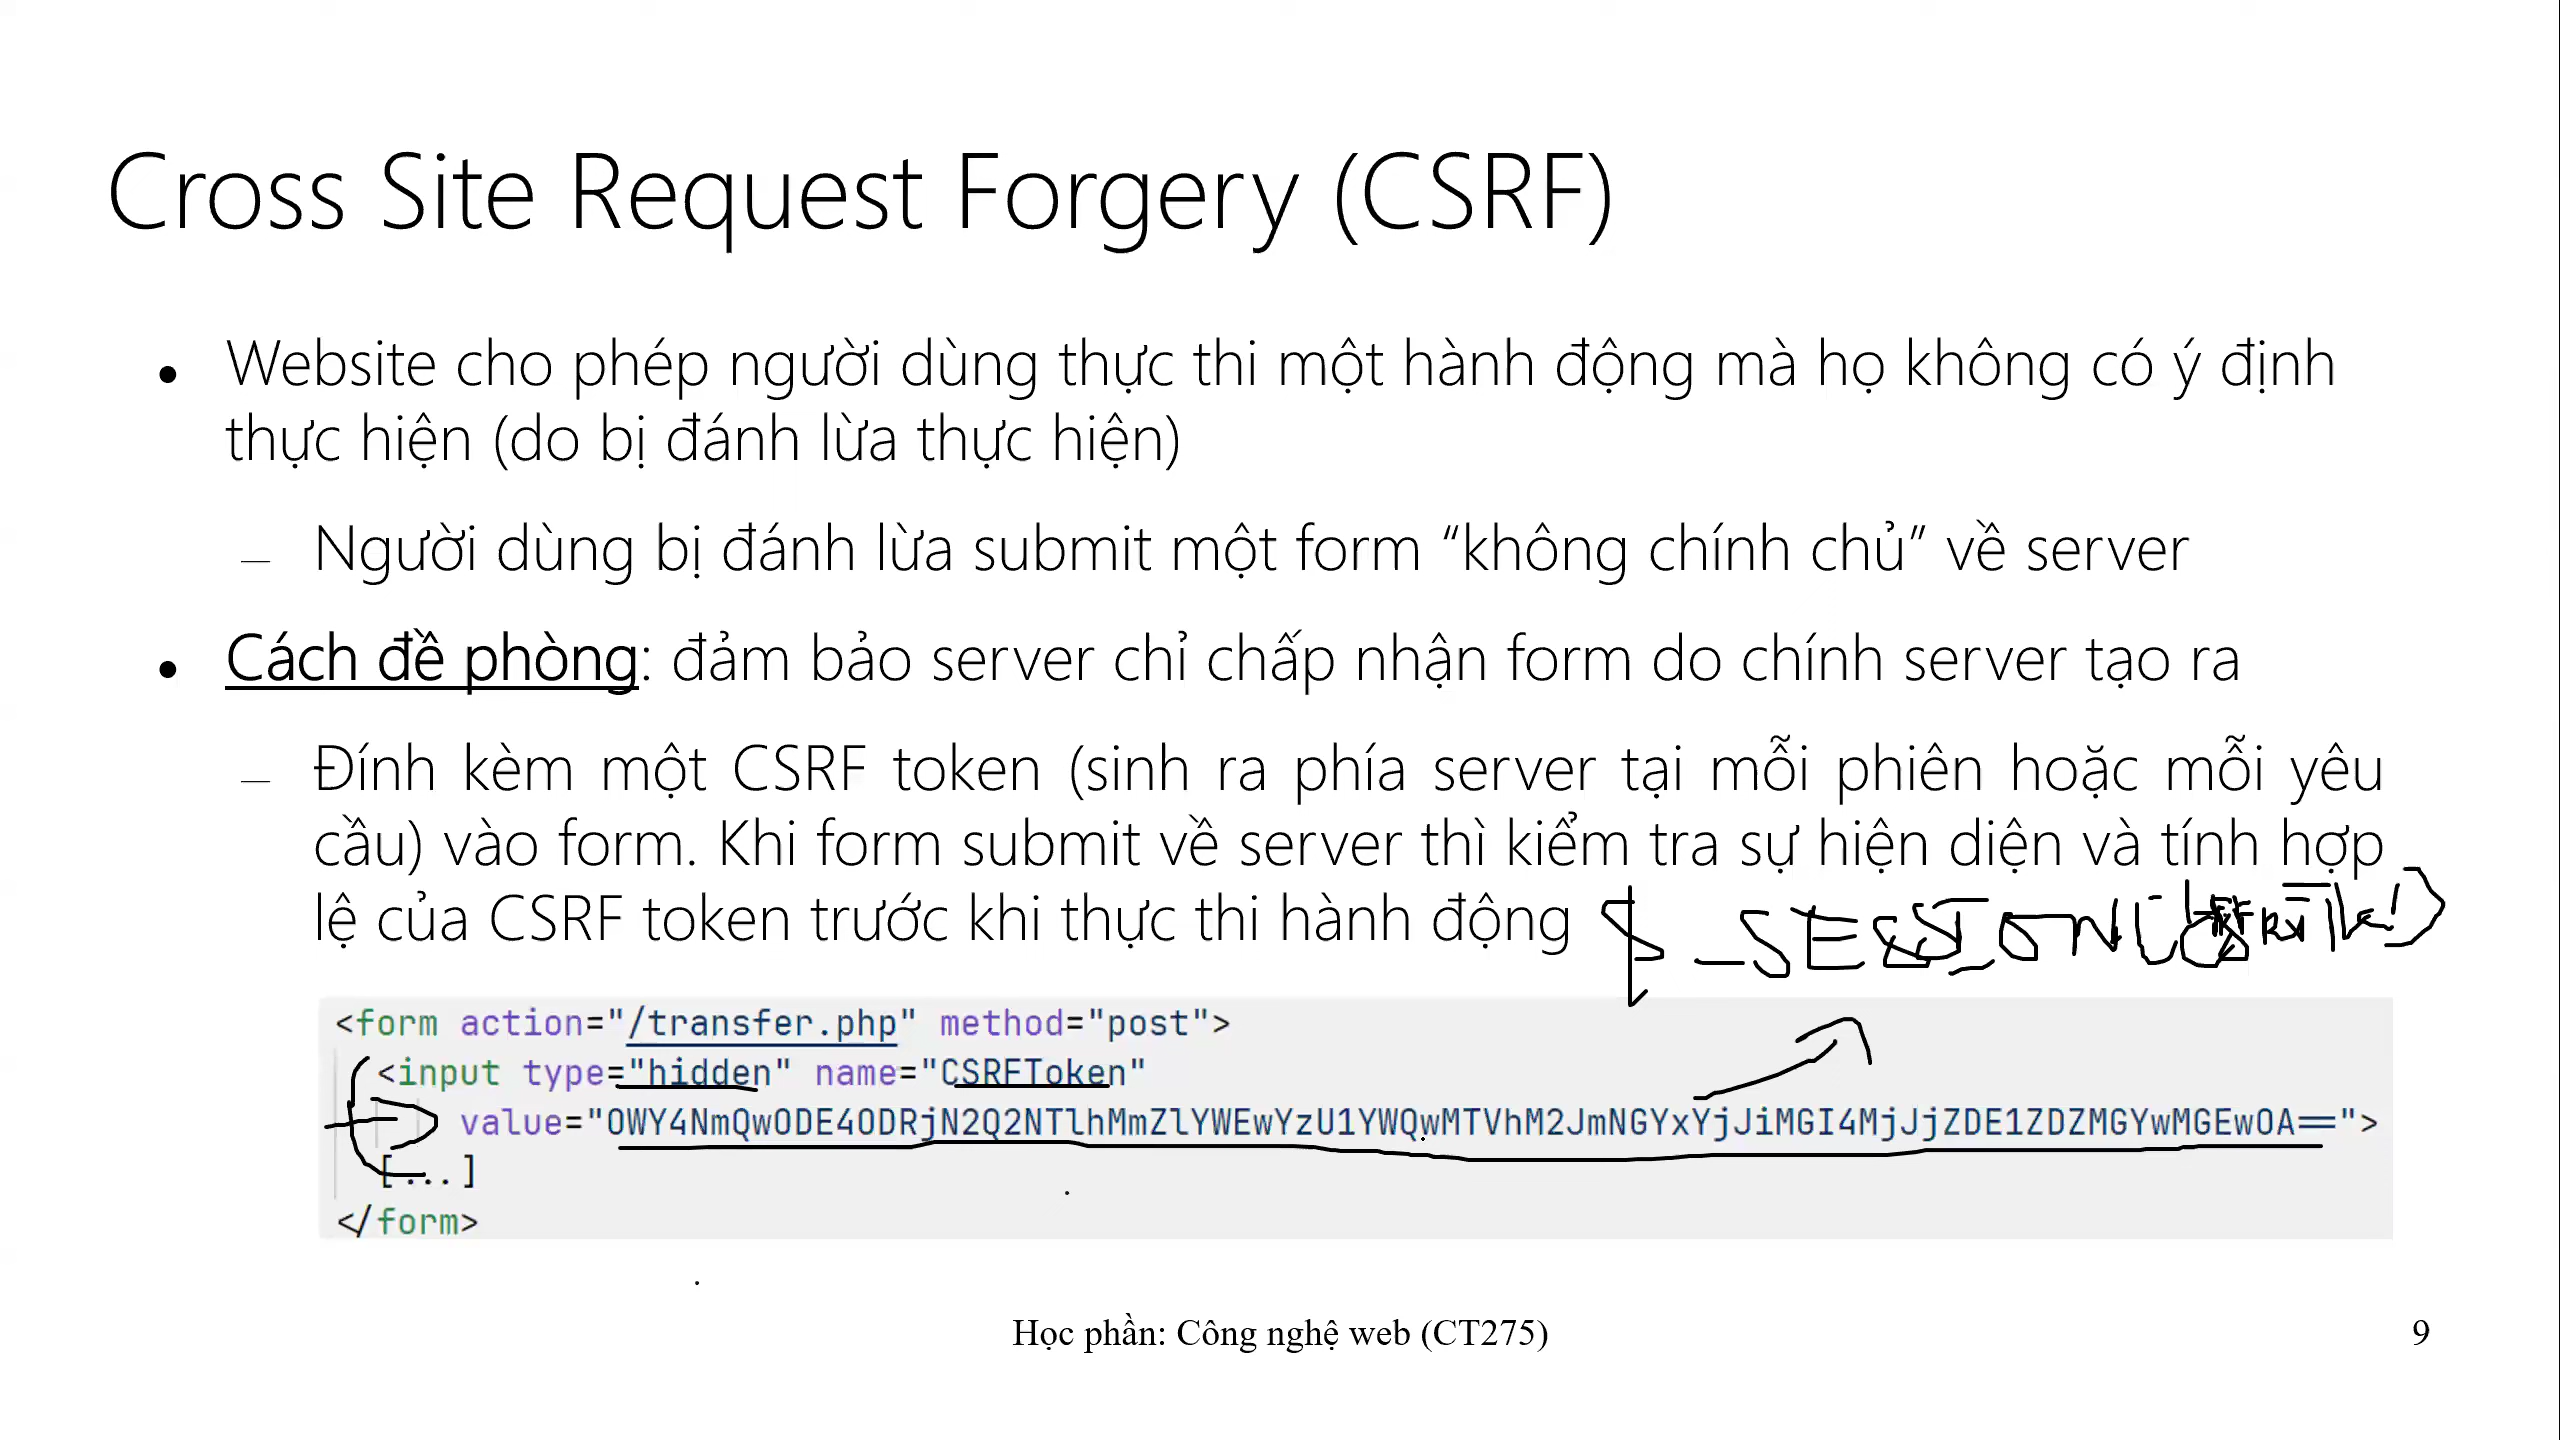 Cross Site Request Forgery (CSRF)
• Website cho phép người dùng thực thi một hành động mà họ không có ý định
thực hiện (do bị đánh lừa thực hiện)
– Người dùng bị đánh lừa submit một form “không chính chủ” về server
• Cách đề phòng: đảm bảo server chỉ chấp nhận form do chính server tạo ra
– Đính kèm một CSRF token (sinh ra phía server tại mỗi phiên hoặc mỗi yêu
cầu) vào form. Khi form submit về server thì kiểm tra sự hiện diện và tính hợp
lệ của CSRF token trước khi thực thi hành động
$_SESSION[
<form action="/transfer.php" method="post">
<input type="hidden" name="CSRFToken"
value="OWY4NmQwODE4ODRjN2Q2NTlhMmZlYWEwYzU1YWQwMTVhM2JmNGYxYjJiMGI4MjJjZDE1ZDZMGYwMGEwOA==">
[...]
</form>
Học phần: Công nghệ web (CT275)
9